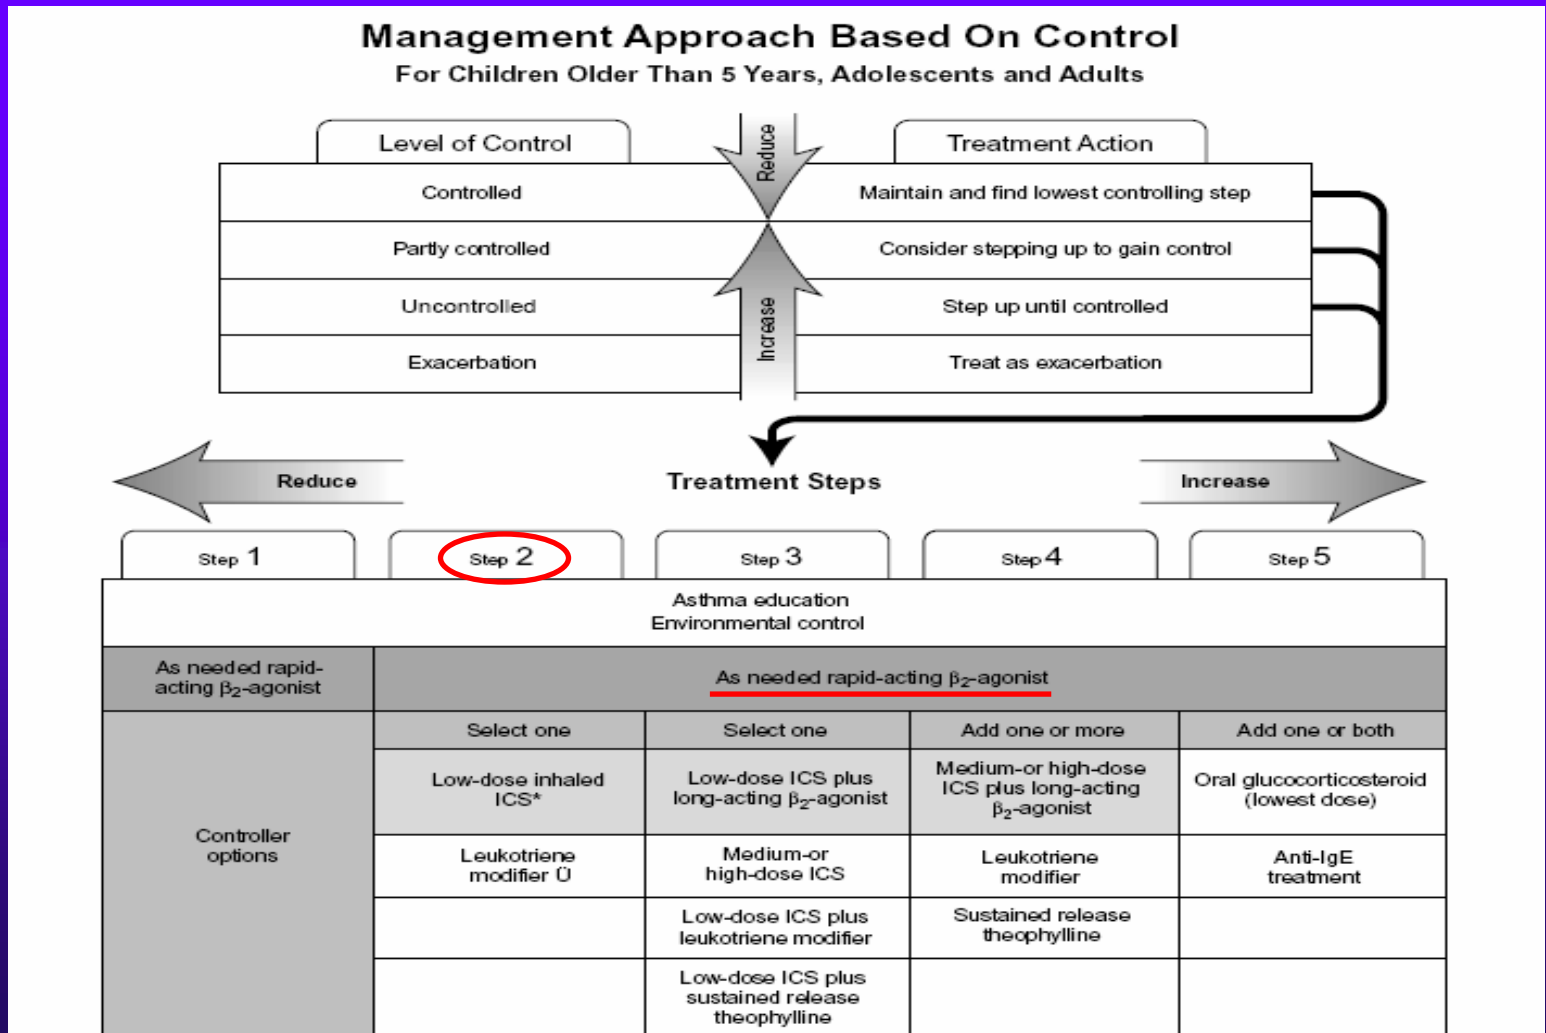 Management Approach Based On Control
For Children Older Than 5 Years, Adolescents and Adults
Level of Control
Reduce
Treatment Action
Controlled
Maintain and find lowest controlling step
Partly controlled
Consider stepping up to gain control
Uncontrolled
Increase
Step up until controlled
Exacerbation
Treat as exacerbation
Reduce
Treatment Steps
Increase
Step 1
Step 2
Step 3
Step 4
Step 5
Asthma education
Environmental control
As needed rapid-
acting β2-agonist
As needed rapid-acting β2-agonist
Controller
options
Select one
Select one
Add one or more
Add one or both
Low-dose inhaled
ICS*
Low-dose ICS plus
long-acting β2-agonist
Medium-or high-dose
ICS plus long-acting
β2-agonist
Oral glucocorticosteroid
(lowest dose)
Leukotriene
modifier Ü
Medium-or
high-dose ICS
Leukotriene
modifier
Anti-IgE
treatment
Low-dose ICS plus
leukotriene modifier
Sustained release
theophylline
Low-dose ICS plus
sustained release
theophylline